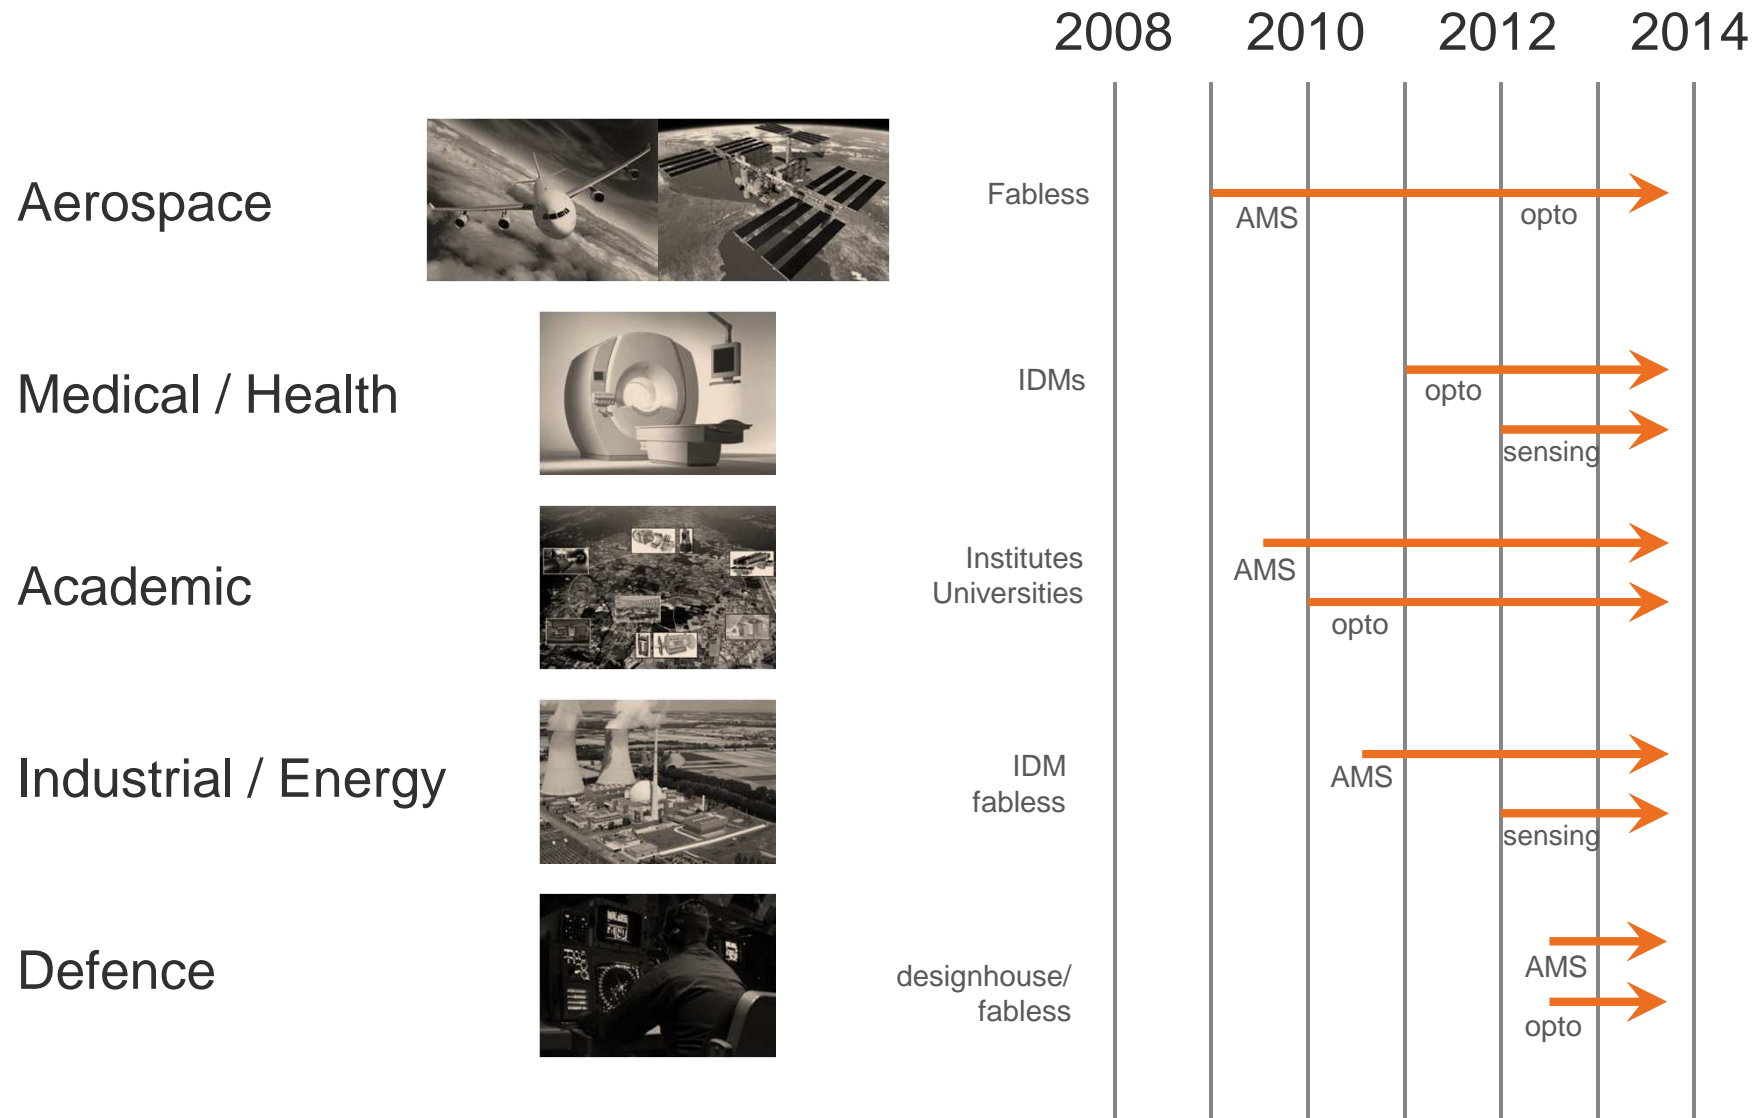 2008 2010 2012 2014
Aerospace
Fabless
AMS
opto
Medical / Health
IDMs
opto
sensing
Academic
Institutes
Universities
AMS
opto
Industrial / Energy
IDM
fabless
AMS
sensing
Defence
designhouse/
fabless
AMS
opto